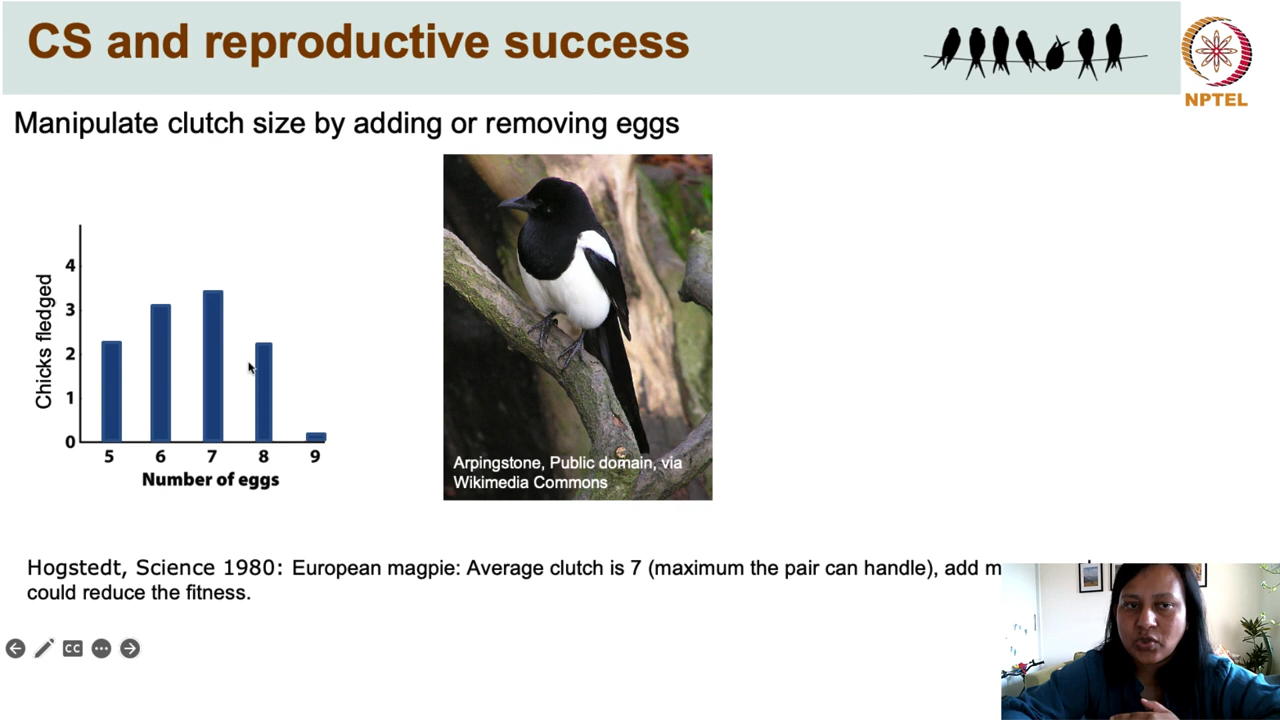 CS and reproductive success
NPTEL
Manipulate clutch size by adding or removing eggs
4
3
2
1
0
Chicks fledged
5 6 7 8 9
Number of eggs
Arpingstone, Public domain, via
Wikimedia Commons
Hogstedt, Science 1980: European magpie: Average clutch is 7 (maximum the pair can handle), add
could reduce the fitness.
CC